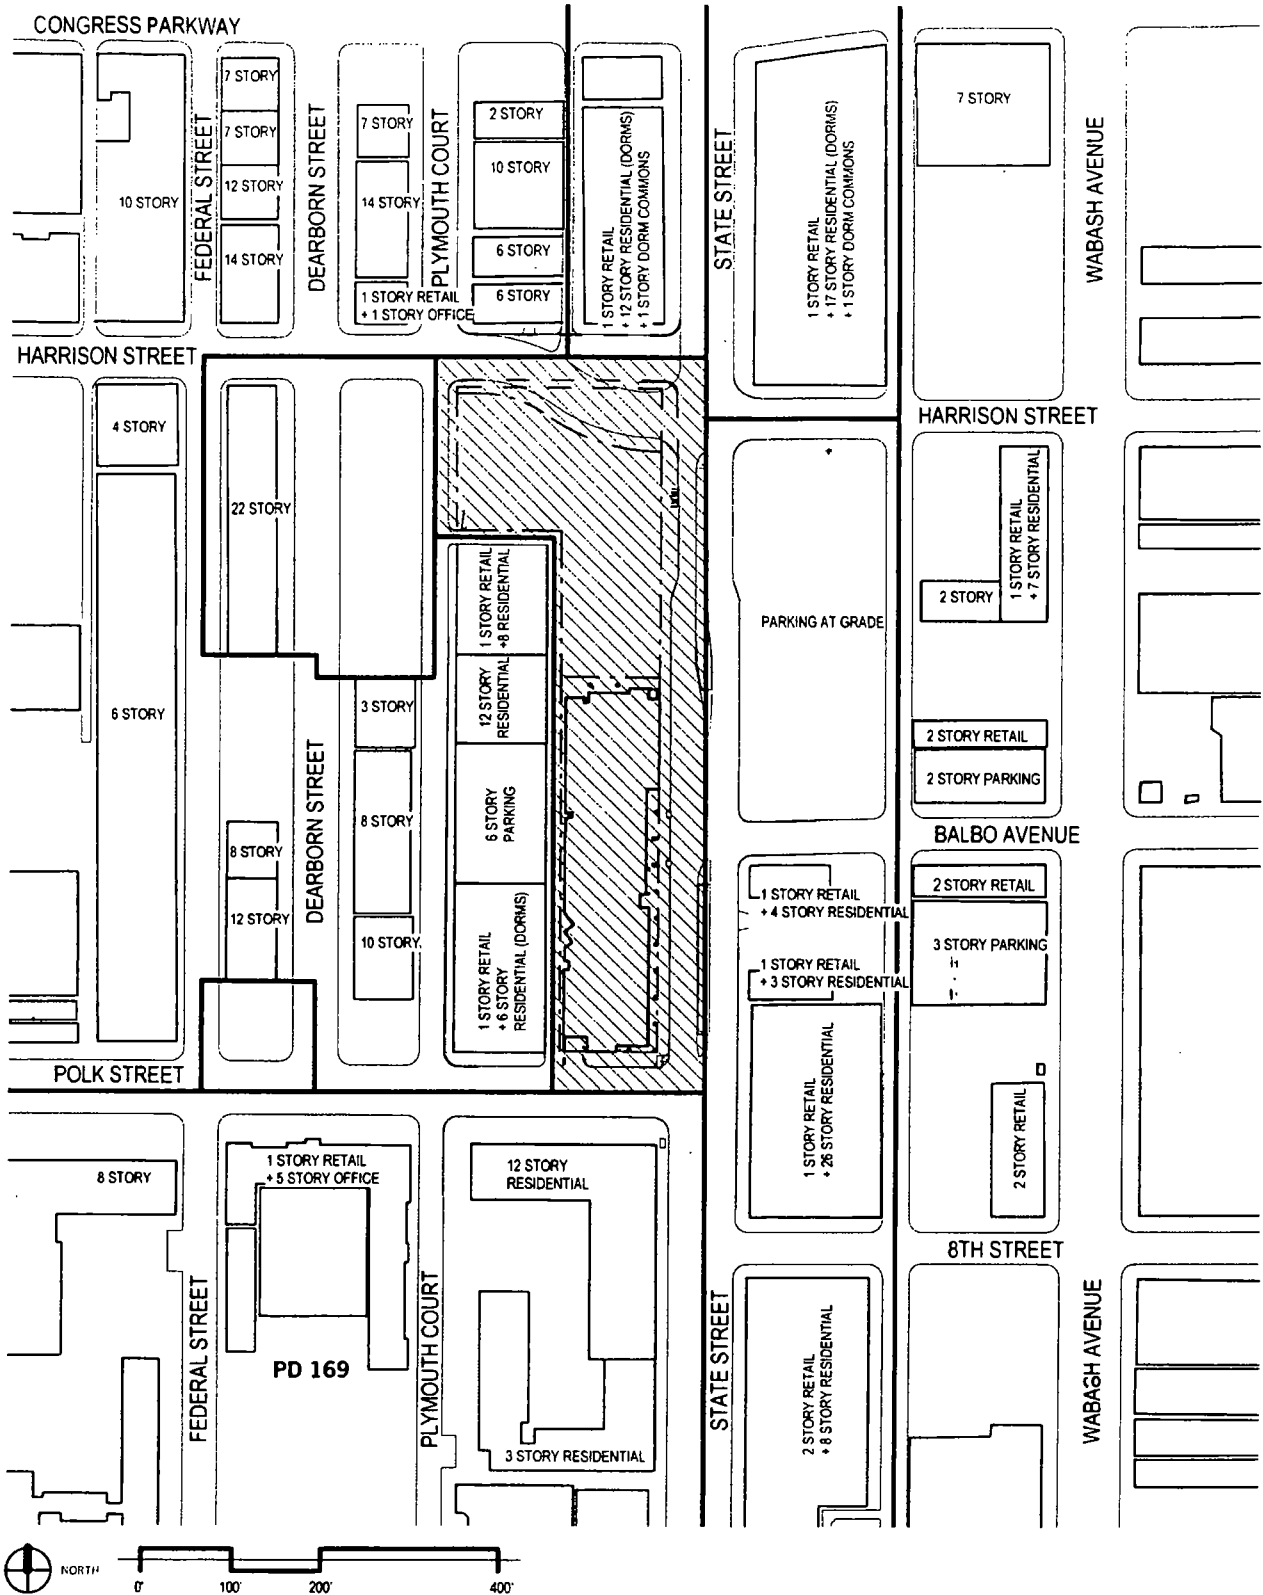 CONGRESS PARKWAY
7 STORY
7 STORY
12 STORY
14 STORY
10 STORY
FEDERAL STREET
DEARBORN STREET
7 STORY
14 STORY
1 STORY RETAIL
+ 1 STORY OFFICE
PLYMOUTH COURT
2 STORY
10 STORY
6 STORY
6 STORY
1 STORY RETAIL
+ 12 STORY RESIDENTIAL (DORMS)
+ 1 STORY DORM COMMONS
STATE STREET
1 STORY RETAIL
+ 17 STORY RESIDENTIAL (DORMS)
+ 1 STORY DORM COMMONS
7 STORY
WABASH AVENUE
HARRISON STREET
HARRISON STREET
4 STORY
22 STORY
6 STORY
1 STORY RETAIL
+8 RESIDENTIAL
12 STORY
RESIDENTIAL
6 STORY
PARKING
1 STORY RETAIL
+ 6 STORY
RESIDENTIAL (DORMS)
3 STORY
8 STORY
10 STORY
DEARBORN STREET
8 STORY
12 STORY
PARKING AT GRADE
1 STORY RETAIL
+ 7 STORY RESIDENTIAL
2 STORY
2 STORY RETAIL
2 STORY PARKING
BALBO AVENUE
2 STORY RETAIL
3 STORY PARKING
1 STORY RETAIL
+ 4 STORY RESIDENTIAL
1 STORY RETAIL
+ 3 STORY RESIDENTIAL
1 STORY RETAIL
+ 26 STORY RESIDENTIAL
2 STORY RETAIL
POLK STREET
8 STORY
1 STORY RETAIL
+ 5 STORY OFFICE
12 STORY
RESIDENTIAL
8TH STREET
FEDERAL STREET
PD 169
PLYMOUTH COURT
3 STORY RESIDENTIAL
STATE STREET
2 STORY RETAIL
+ 8 STORY RESIDENTIAL
WABASH AVENUE
NORTH
0' 100' 200' 400'